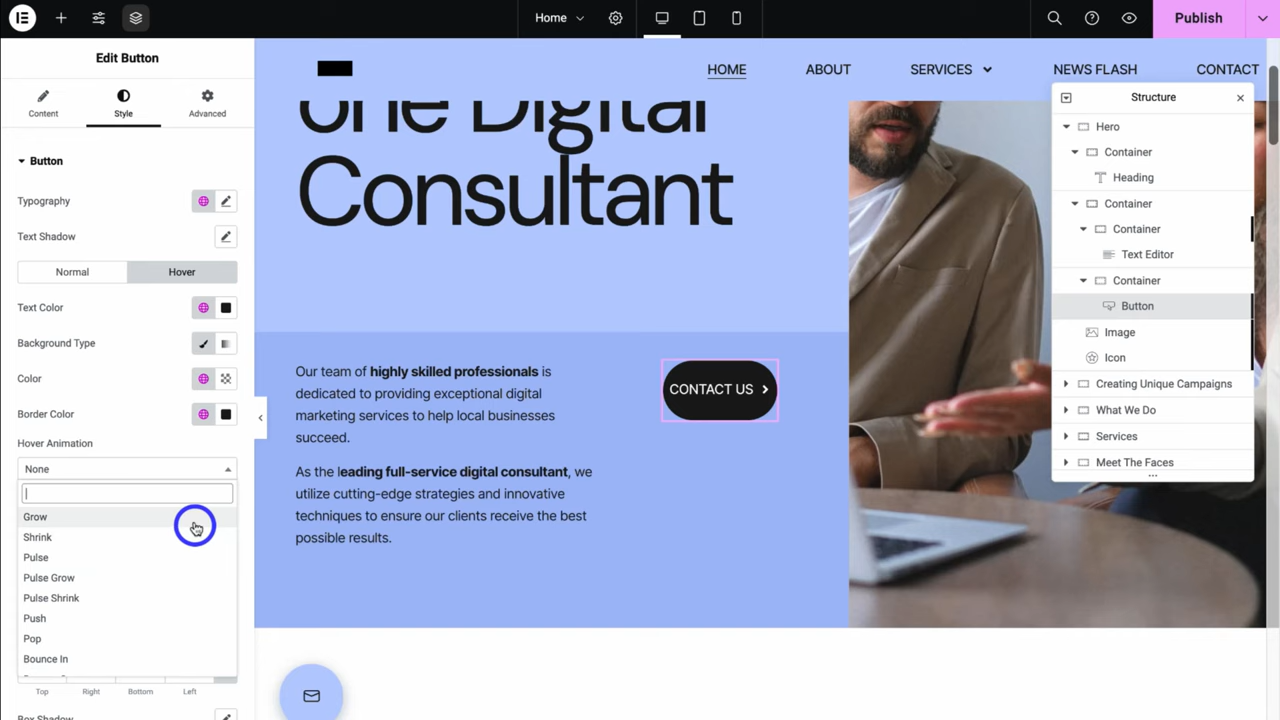 Home
Publish
Edit Button
Content
Style
Advanced
Button
Typography
Text Shadow
Normal
Hover
Text Color
Background Type
Color
Border Color
Hover Animation
None
Grow
Shrink
Pulse
Pulse Grow
Pulse Shrink
Push
Pop
Bounce In
Top
Right
Bottom
Left
Box Shadow
HOME
ABOUT
SERVICES
NEWS FLASH
CONTACT
one Digital
Consultant
Our team of highly skilled professionals is
dedicated to providing exceptional digital
marketing services to help local businesses
succeed.
As the leading full-service digital consultant, we
utilize cutting-edge strategies and innovative
techniques to ensure our clients receive the best
possible results.
CONTACT US
Structure
Hero
Container
Heading
Container
Container
Text Editor
Container
Button
Image
Icon
Creating Unique Campaigns
What We Do
Services
Meet The Faces